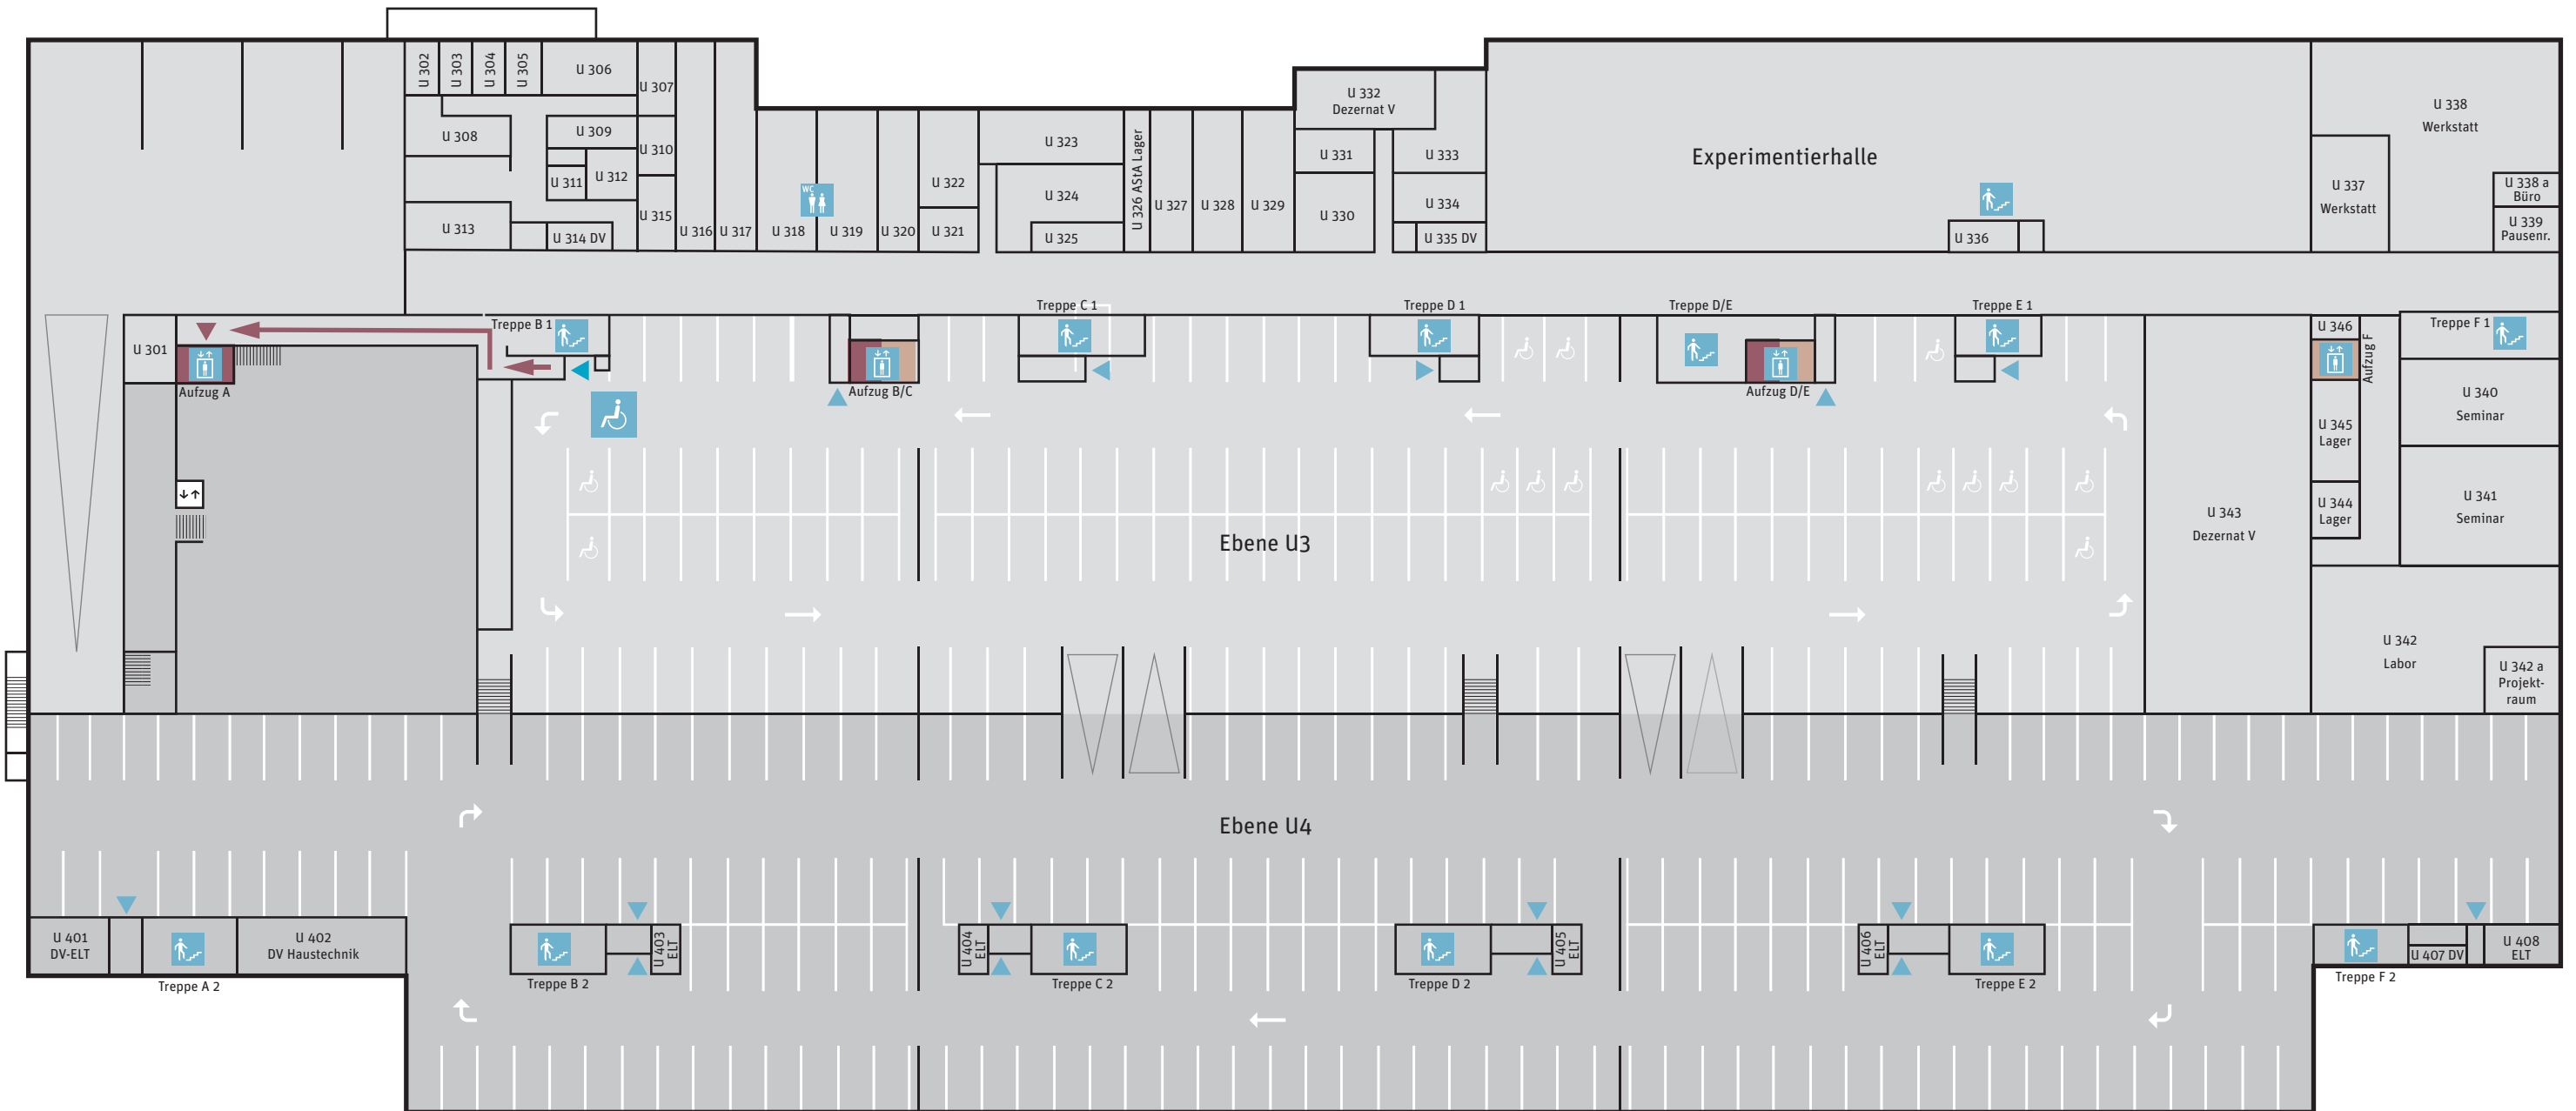 U 302
U 303
U 304
U 305
U 306
U 307
U 308
U 309
U 310
U 311
U 312
U 313
U 314 DV
U 315
U 316
U 317
U 318
WC
U 319
U 320
U 321
U 322
U 323
U 324
U 325
U 326 AStA Lager
U 327
U 328
U 329
U 330
U 331
U 332
Dezernat V
U 333
U 334
U 335 DV
Experimentierhalle
U 336
U 337
Werkstatt
U 338
Werkstatt
U 338 a
Büro
U 339
Pausenr.
U 301
Aufzug A
Treppe B 1
Aufzug B/C
Treppe C 1
Treppe D 1
Treppe D/E
Aufzug D/E
Treppe E 1
U 346
Aufzug F
Treppe F 1
U 340
Seminar
U 345
Lager
U 341
Seminar
U 344
Lager
U 343
Dezernat V
Ebene U3
U 342
Labor
U 342 a
Projekt-
raum
Ebene U4
U 401
DV-ELT
U 402
DV Haustechnik
Treppe A 2
U 403
ELT
Treppe B 2
U 404
ELT
Treppe C 2
U 405
ELT
Treppe D 2
U 406
ELT
Treppe E 2
U 407 DV
U 408
ELT
Treppe F 2